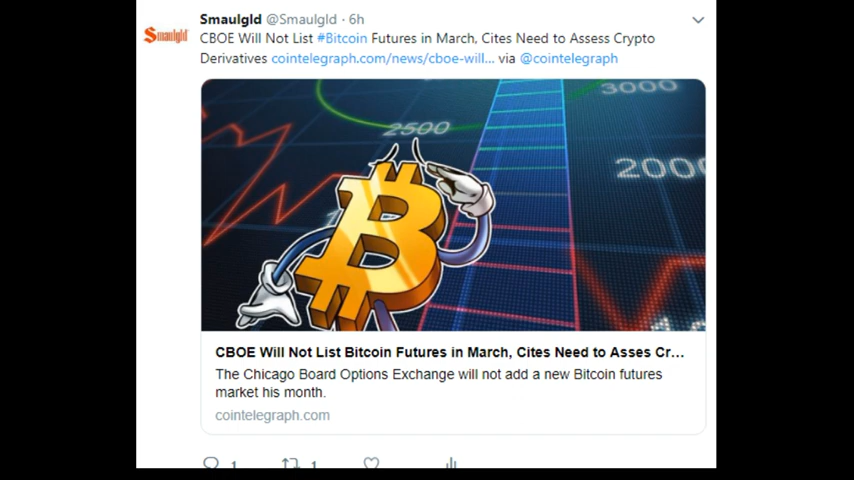 Smaulgld
Smaulgld @Smaulgld · 6h
CBOE Will Not List #Bitcoin Futures in March, Cites Need to Assess Crypto
Derivatives cointelegraph.com/news/cboe-will... via @cointelegraph
3000
2500
200
CBOE Will Not List Bitcoin Futures in March, Cites Need to Asses Cr...
The Chicago Board Options Exchange will not add a new Bitcoin futures
market his month.
cointelegraph.com
1 1